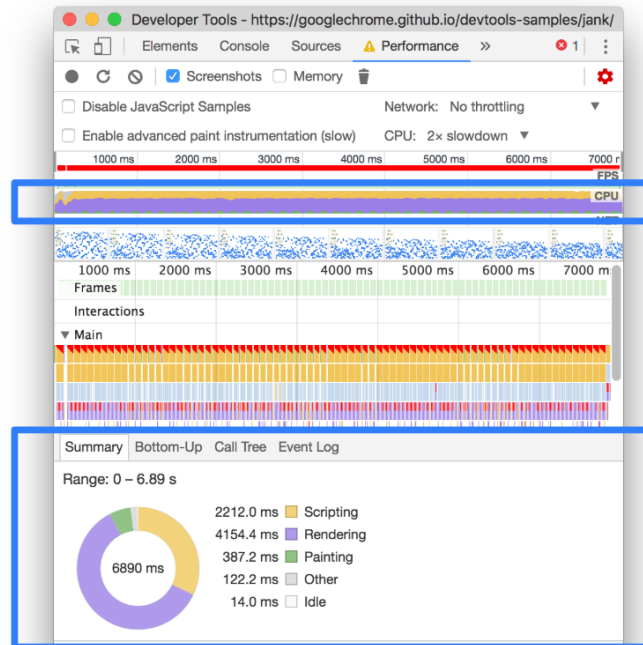 Developer Tools - https://googlechrome.github.io/devtools-samples/jank/
Elements Console Sources Performance » 1
Screenshots Memory
Disable JavaScript Samples Network: No throttling
Enable advanced paint instrumentation (slow) CPU: 2× slowdown
1000 ms 2000 ms 3000 ms 4000 ms 5000 ms 6000 ms 7000 r
FPS
CPU
1000 ms 2000 ms 3000 ms 4000 ms 5000 ms 6000 ms 7000 ms
Frames
Interactions
Main
Summary Bottom-Up Call Tree Event Log
Range: 0 – 6.89 s
2212.0 ms Scripting
4154.4 ms Rendering
6890 ms
387.2 ms Painting
122.2 ms Other
14.0 ms Idle